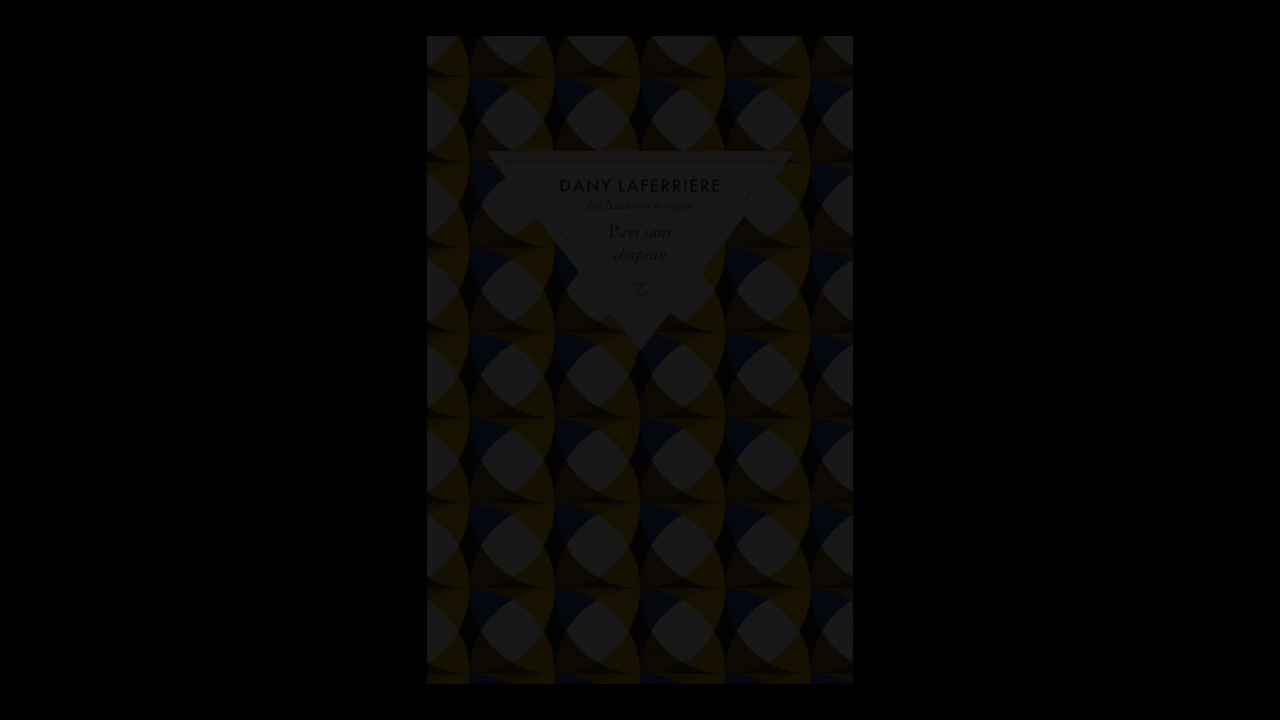 DANY LAFERRIÈRE
de l'Académie française
Pays sans
chapeau
Z